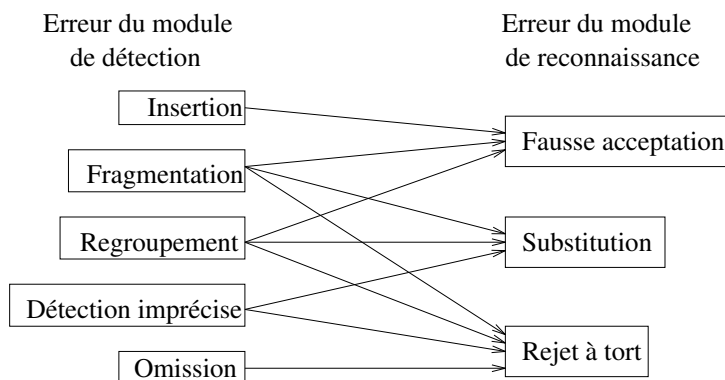 Erreur du module
de détection
Erreur du module
de reconnaissance
Insertion
Fragmentation
Regroupement
Détection imprécise
Omission
Fausse acceptation
Substitution
Rejet à tort